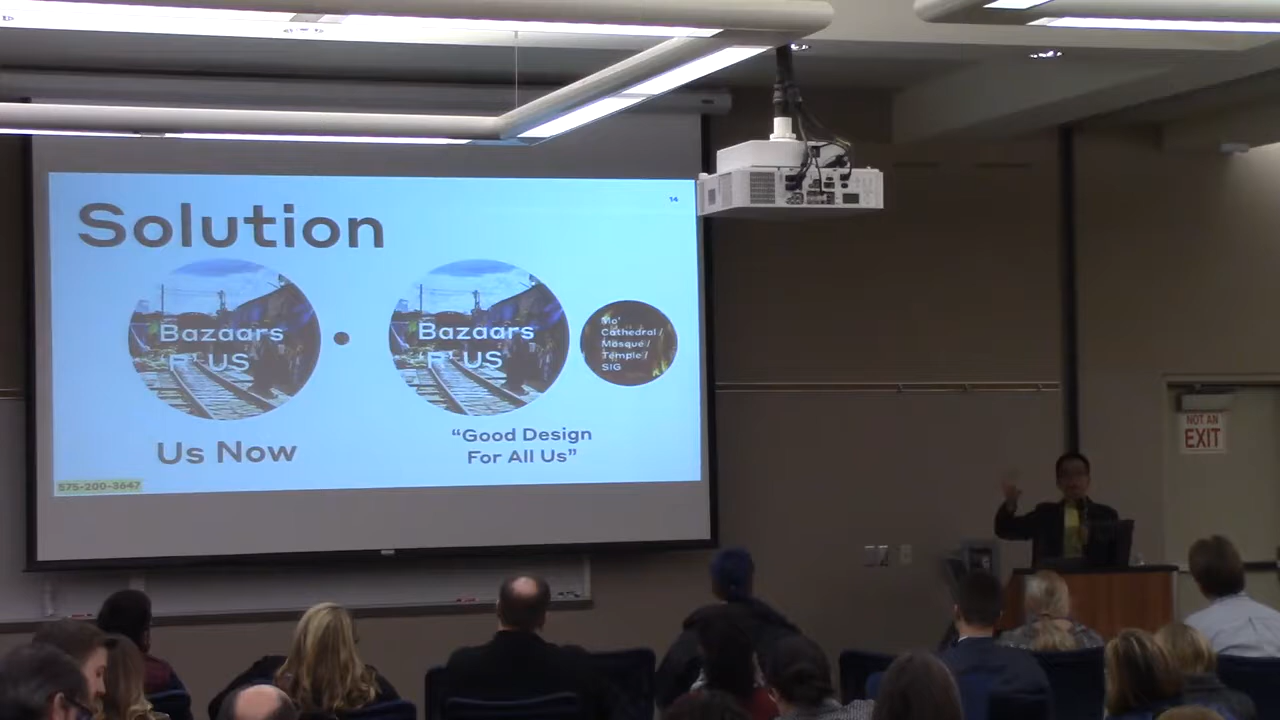 14
Solution
Bazaars
R' US
Bazaars
R' US
Mo'
Cathedral /
Mosque /
Temple /
SIG
Us Now
“Good Design
For All Us”
575-200-3647
NOT AN
EXIT